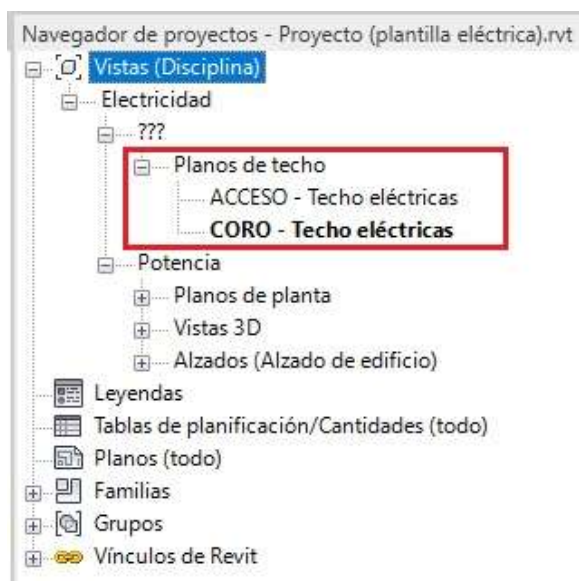 Navegador de proyectos - Proyecto (plantilla eléctrica).rvt
Vistas (Disciplina)
Electricidad
???
Planos de techo
ACCESO - Techo eléctricas
CORO - Techo eléctricas
Potencia
Planos de planta
Vistas 3D
Alzados (Alzado de edificio)
Leyendas
Tablas de planificación/Cantidades (todo)
Planos (todo)
Familias
Grupos
Vínculos de Revit